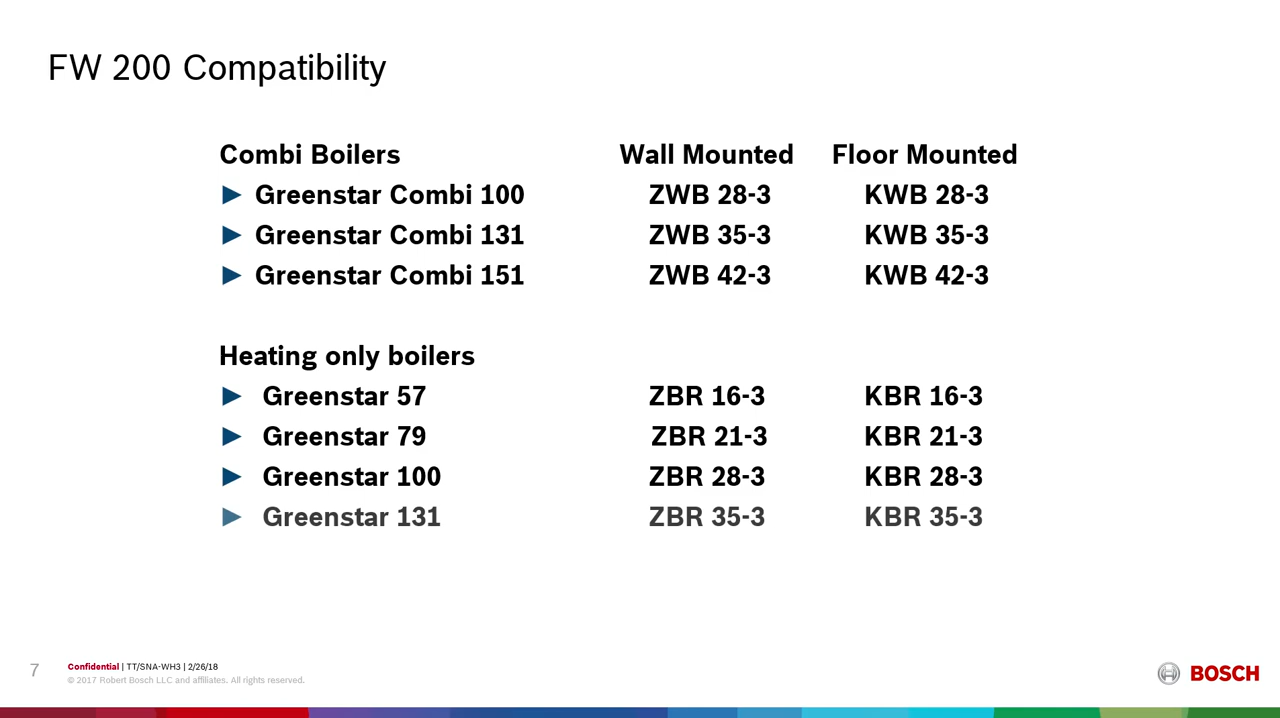 FW 200 Compatibility
Combi Boilers Wall Mounted Floor Mounted
► Greenstar Combi 100 ZWB 28-3 KWB 28-3
► Greenstar Combi 131 ZWB 35-3 KWB 35-3
► Greenstar Combi 151 ZWB 42-3 KWB 42-3
Heating only boilers
► Greenstar 57 ZBR 16-3 KBR 16-3
► Greenstar 79 ZBR 21-3 KBR 21-3
► Greenstar 100 ZBR 28-3 KBR 28-3
► Greenstar 131 ZBR 35-3 KBR 35-3
7 Confidential | TT/SNA-WH3 | 2/26/18
© 2017 Robert Bosch LLC and affiliates. All rights reserved.
BOSCH